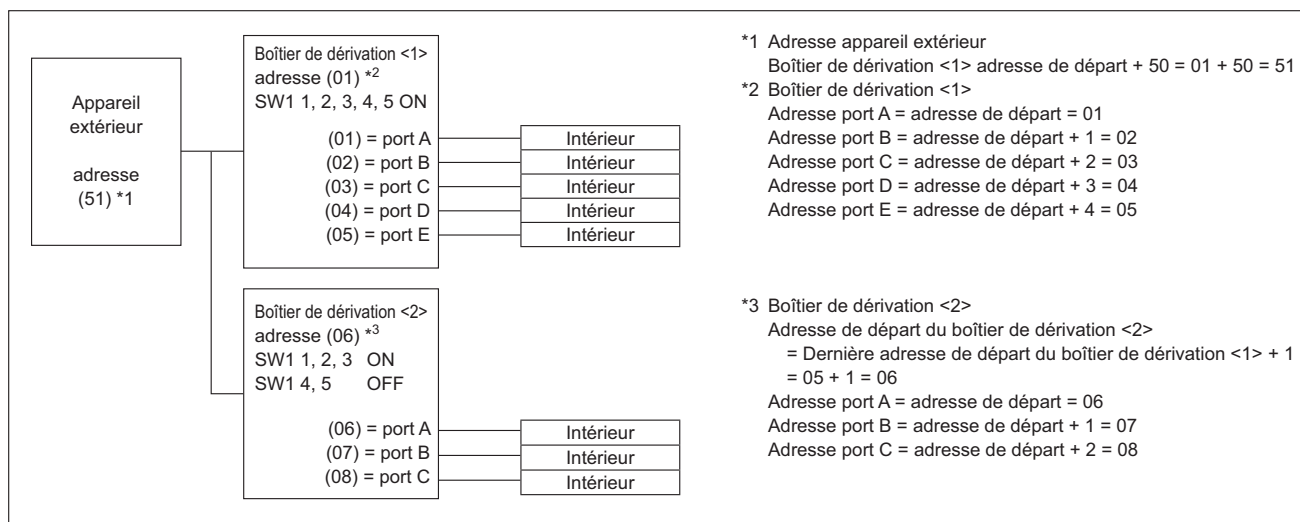 Appareil
extérieur
adresse
(51) *1
Boîtier de dérivation <1>
adresse (01) *2
SW1 1, 2, 3, 4, 5 ON
(01) = port A
(02) = port B
(03) = port C
(04) = port D
(05) = port E
Intérieur
Intérieur
Intérieur
Intérieur
Intérieur
Boîtier de dérivation <2>
adresse (06) *3
SW1 1, 2, 3 ON
SW1 4, 5 OFF
(06) = port A
(07) = port B
(08) = port C
Intérieur
Intérieur
Intérieur
*1 Adresse appareil extérieur
Boîtier de dérivation <1> adresse de départ + 50 = 01 + 50 = 51
*2 Boîtier de dérivation <1>
Adresse port A = adresse de départ = 01
Adresse port B = adresse de départ + 1 = 02
Adresse port C = adresse de départ + 2 = 03
Adresse port D = adresse de départ + 3 = 04
Adresse port E = adresse de départ + 4 = 05
*3 Boîtier de dérivation <2>
Adresse de départ du boîtier de dérivation <2>
= Dernière adresse de départ du boîtier de dérivation <1> + 1
= 05 + 1 = 06
Adresse port A = adresse de départ = 06
Adresse port B = adresse de départ + 1 = 07
Adresse port C = adresse de départ + 2 = 08